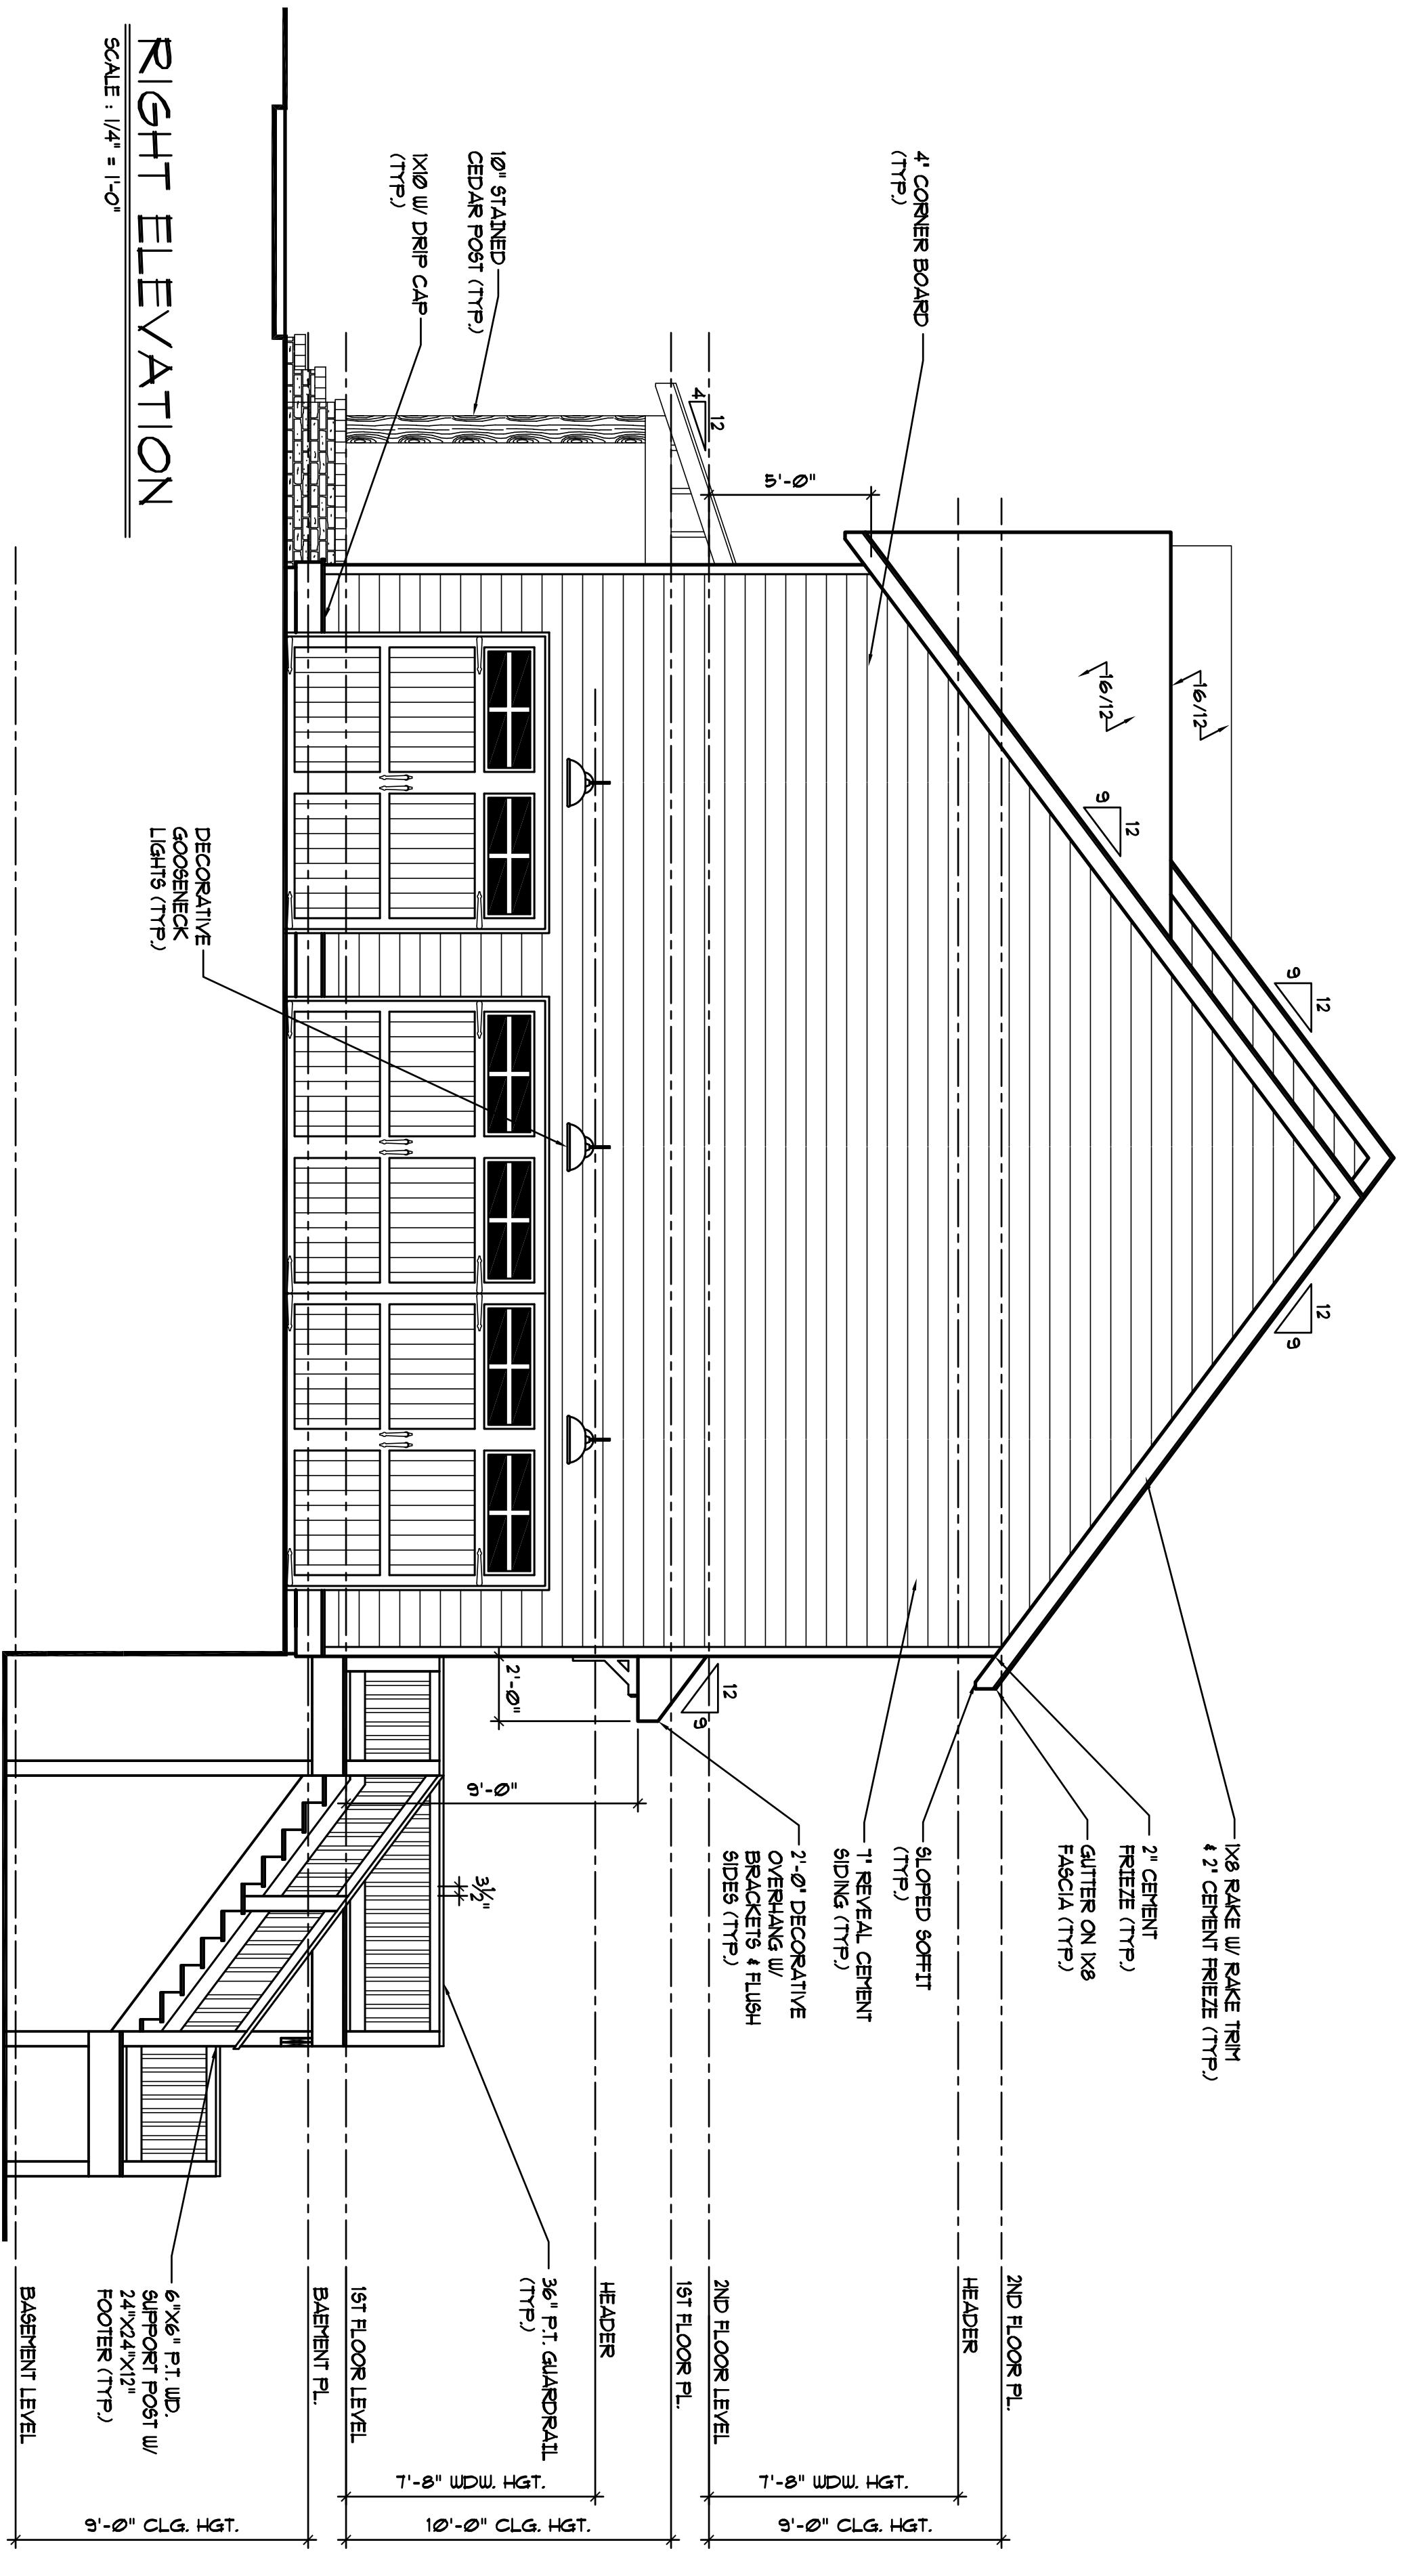 RIGHT ELEVATION
SCALE : 1/4" = 1'-0"
1X8 RAKE W/ RAKE TRIM
& 2" CEMENT FRIEZE (TYP.)
2" CEMENT
FRIEZE (TYP.)
GUTTER ON 1X8
FASCIA (TYP.)
SLOPED SOFFIT
(TYP.)
7" REVEAL CEMENT
SIDING (TYP.)
2'-0" DECORATIVE
OVERHANG W/
BRACKETS & FLUSH
SIDES (TYP.)
4" CORNER BOARD
(TYP.)
10" STAINED
CEDAR POST (TYP.)
1X10 W/ DRIP CAP
(TYP.)
DECORATIVE
GOOSENECK
LIGHTS (TYP.)
36" P.T. GUARDRAIL
(TYP.)
6"X6" P.T. WD.
SUPPORT POST W/
24"X24"X12"
FOOTER (TYP.)
16/12
16/12
12
9
12
9
12
9
12
9
12
4
5'-0"
2'-0"
9'-0"
3½"
2ND FLOOR PL.
HEADER
2ND FLOOR LEVEL
1ST FLOOR PL.
HEADER
1ST FLOOR LEVEL
BAEMENT PL.
BASEMENT LEVEL
7'-8" WDW. HGT.
9'-0" CLG. HGT.
7'-8" WDW. HGT.
10'-0" CLG. HGT.
9'-0" CLG. HGT.